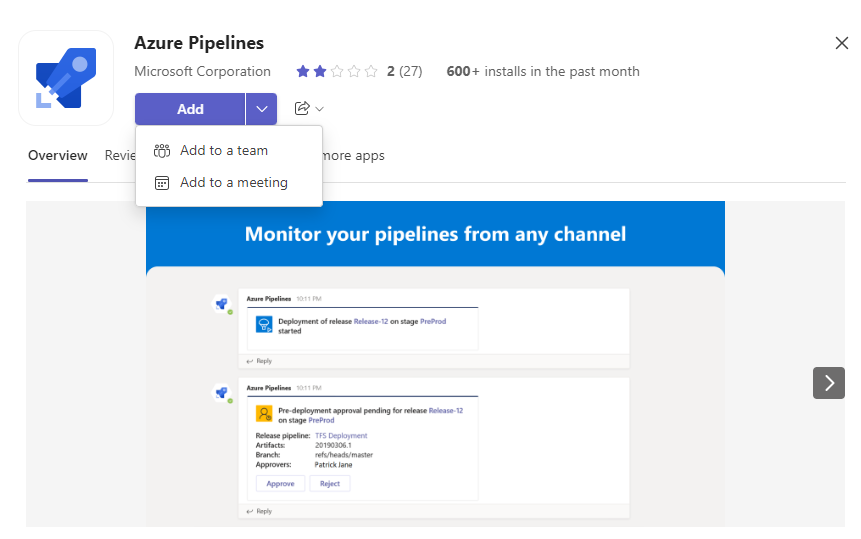 Azure Pipelines
Microsoft Corporation 2 (27) 600+ installs in the past month
Add
Add to a team
Add to a meeting
Overview more apps
Monitor your pipelines from any channel
Azure Pipelines 10:11 PM
Deployment of release Release-12 on stage PreProd
started
Reply
Azure Pipelines 10:11 PM
Pre-deployment approval pending for release Release-12
on stage PreProd
Release pipeline: TFS Deployment
Artifacts: 20190306.1
Branch: refs/heads/master
Approvers: Patrick Jane
Approve Reject
Reply